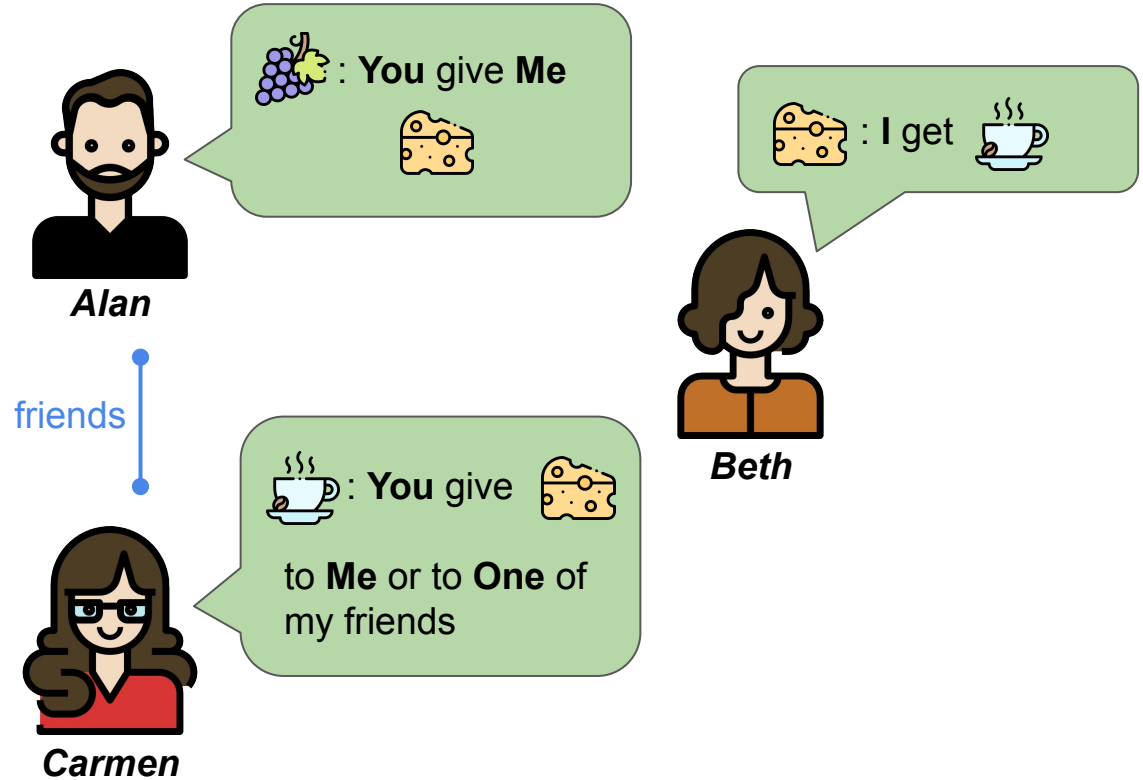 : You give Me
: I get
Alan
friends
Beth
: You give
to Me or to One of
my friends
Carmen